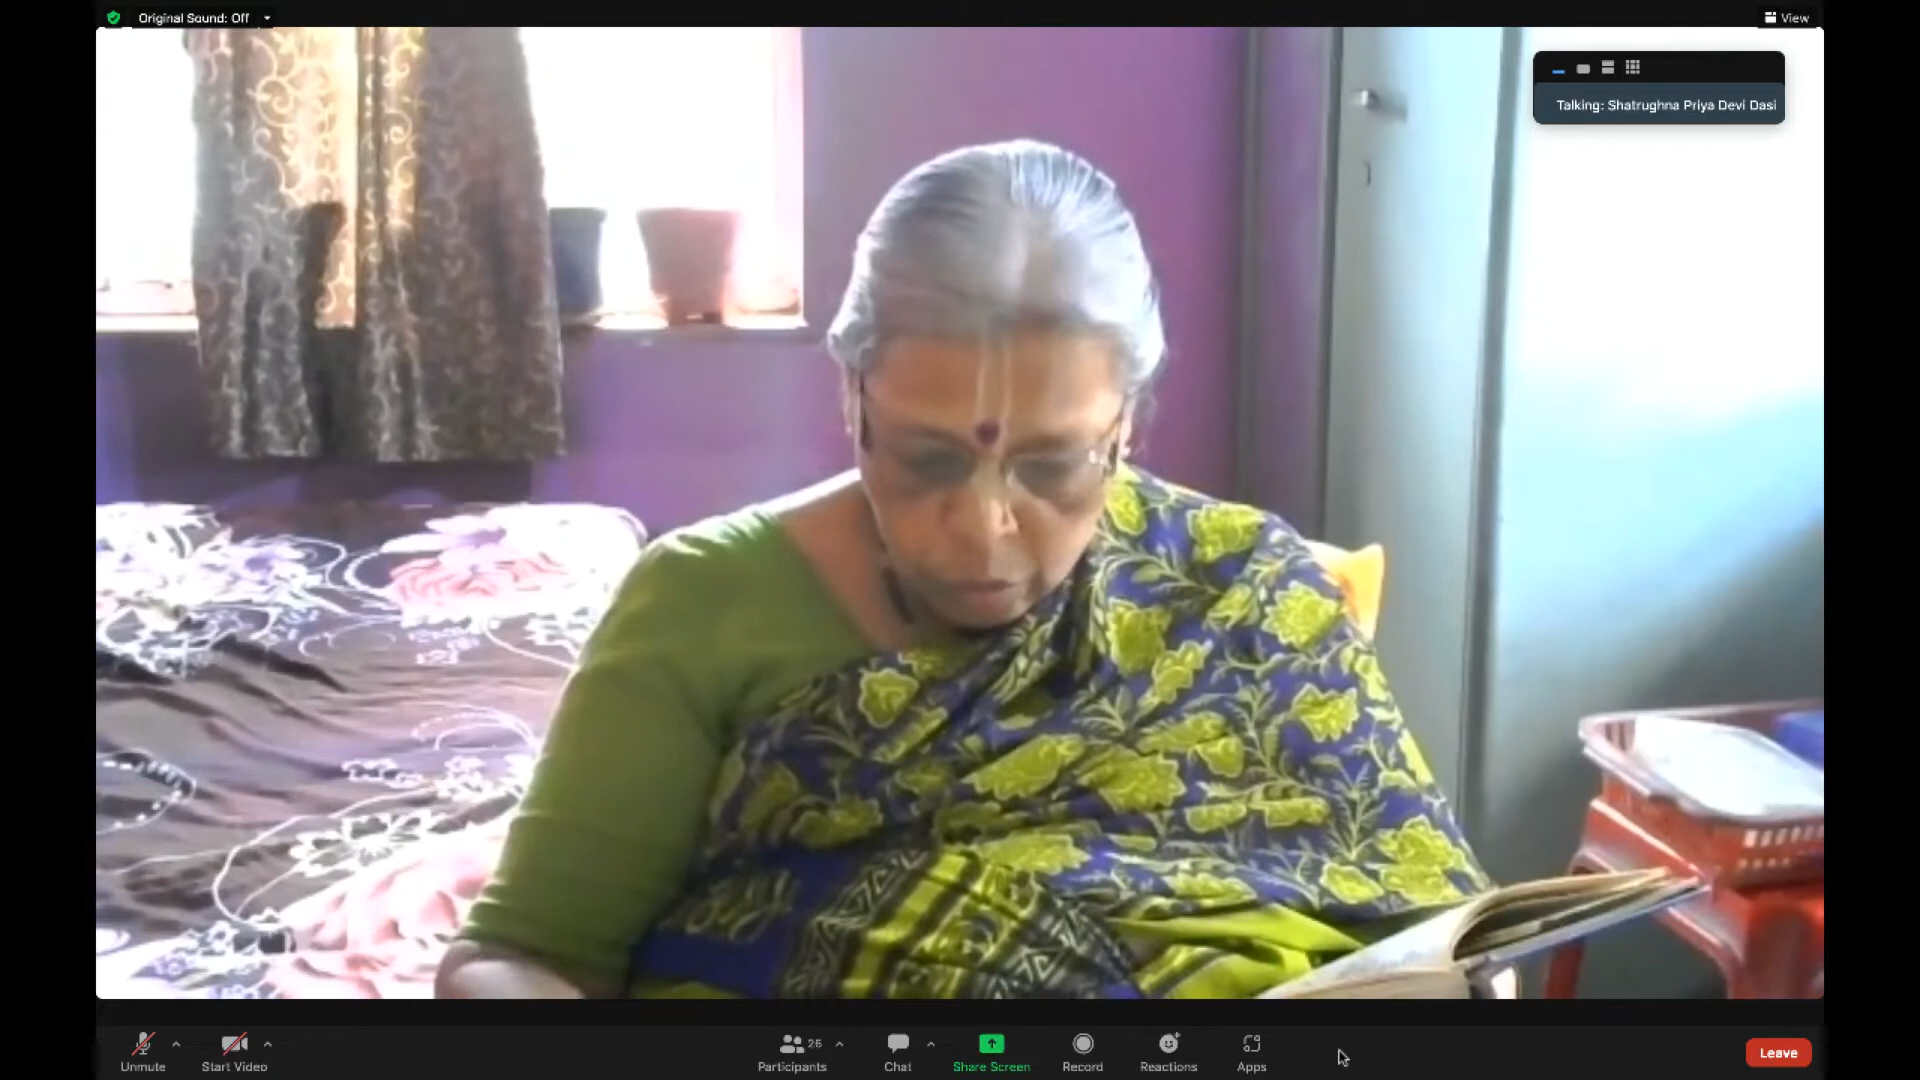 Original Sound: Off
View
Talking: Shatrughna Priya Devi Dasi
Unmute
Start Video
26
Participants
Chat
Share Screen
Record
Reactions
Apps
Leave